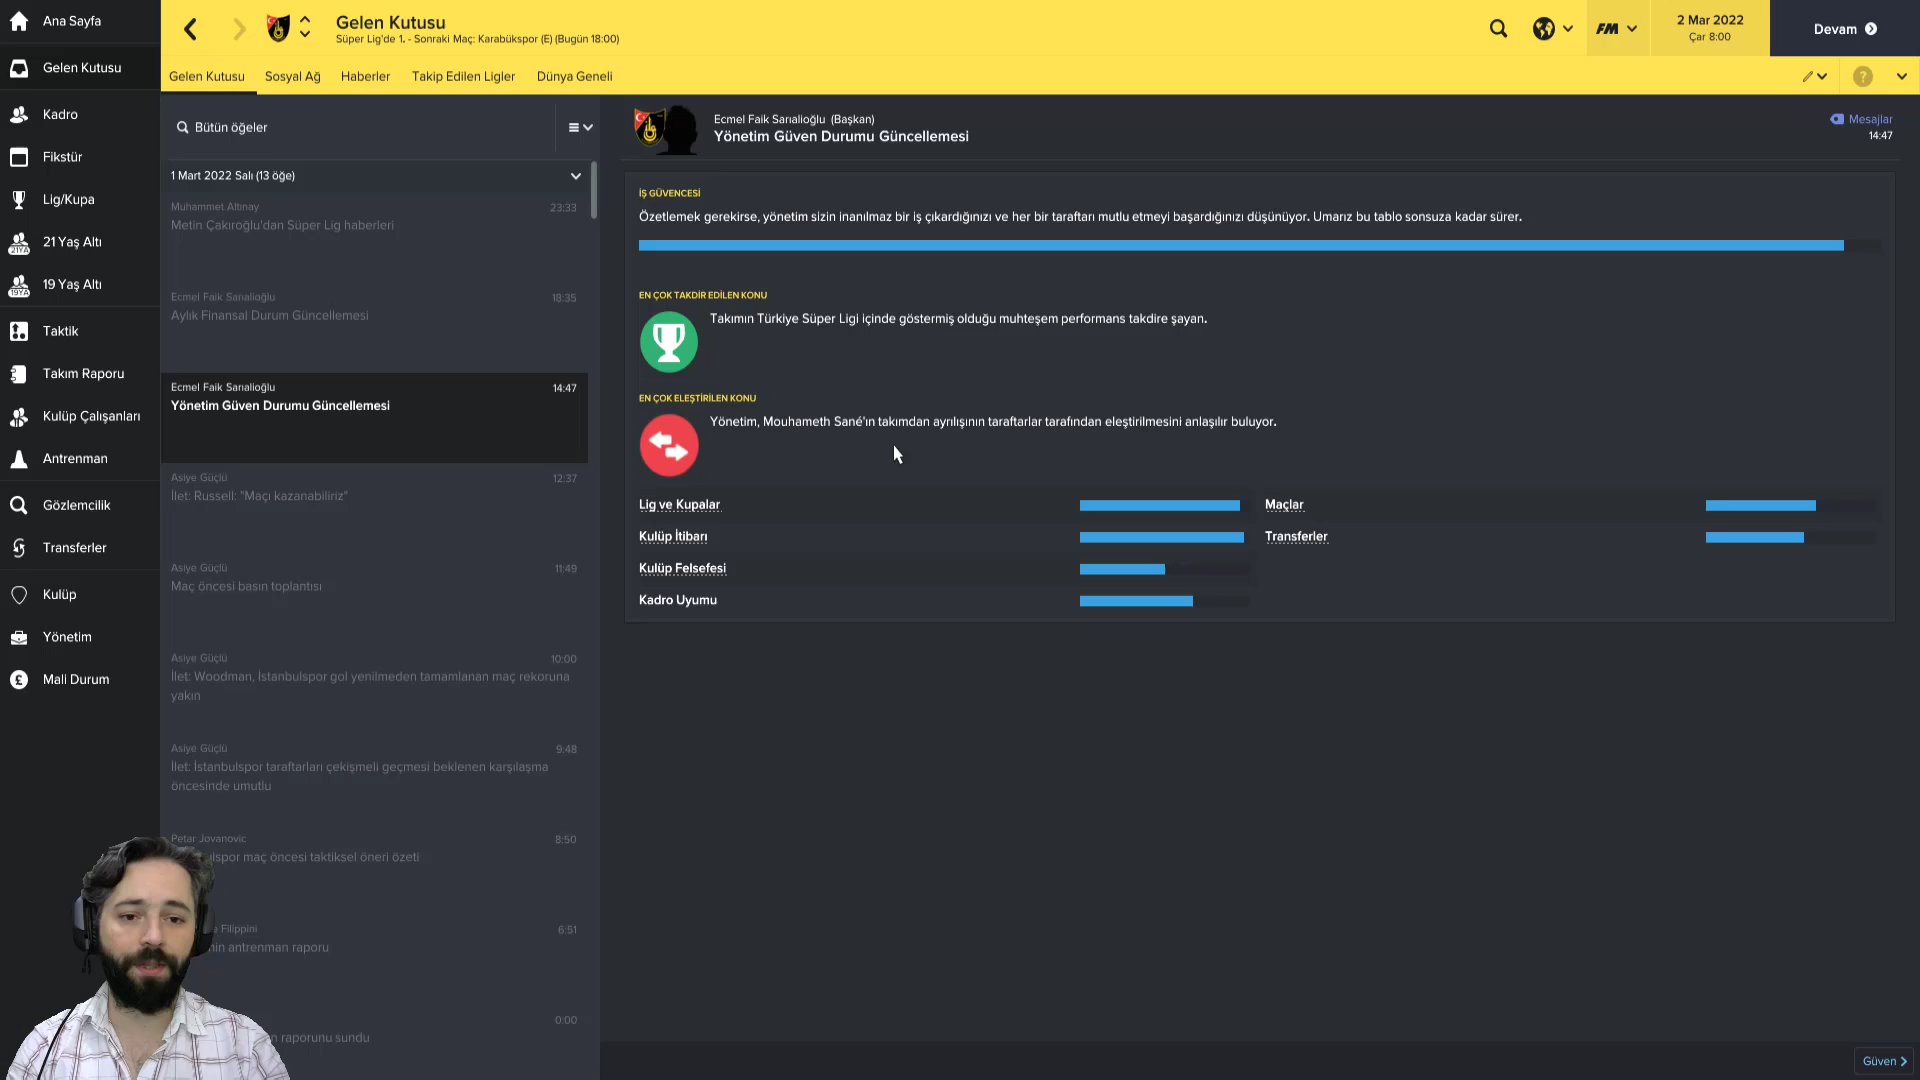 Ana Sayfa
Gelen Kutusu
Kadro
Fikstür
Lig/Kupa
21 Yaş Altı
19 Yaş Altı
Taktik
Takım Raporu
Kulüp Çalışanları
Antrenman
Gözlemcilik
Transferler
Kulüp
Yönetim
Mali Durum
Gelen Kutusu
Süper Lig'de 1. - Sonraki Maç: Karabükspor (E) (Bugün 18:00)
FM
2 Mar 2022
Çar 8:00
Devam
Gelen Kutusu Sosyal Ağ Haberler Takip Edilen Ligler Dünya Geneli
Bütün öğeler
1 Mart 2022 Salı (13 öğe)
Muhammet Altınay 23:33
Metin Çakıroğlu'dan Süper Lig haberleri
Ecmel Faik Sarıalioğlu 18:35
Aylık Finansal Durum Güncellemesi
Ecmel Faik Sarıalioğlu 14:47
Yönetim Güven Durumu Güncellemesi
Asiye Güçlü 12:37
İlet: Russell: "Maçı kazanabiliriz"
Asiye Güçlü 11:49
Maç öncesi basın toplantısı
Asiye Güçlü 10:00
İlet: Woodman, İstanbulspor gol yenilmeden tamamlanan maç rekoruna
yakın
Asiye Güçlü 9:48
İlet: İstanbulspor taraftarları çekişmeli geçmesi beklenen karşılaşma
öncesinde umutlu
Petar Jovanovic 8:50
maç öncesi taktiksel öneri özeti
Filippini 6:51
antrenman raporu
0:00
raporunu sundu
Ecmel Faik Sarıalioğlu (Başkan)
Yönetim Güven Durumu Güncellemesi
Mesajlar
14:47
İŞ GÜVENCESİ
Özetlemek gerekirse, yönetim sizin inanılmaz bir iş çıkardığınızı ve her bir taraftarı mutlu etmeyi başardığınızı düşünüyor. Umarız bu tablo sonsuza kadar sürer.
EN ÇOK TAKDİR EDİLEN KONU
Takımın Türkiye Süper Ligi içinde göstermiş olduğu muhteşem performans takdire şayan.
EN ÇOK ELEŞTİRİLEN KONU
Yönetim, Mouhameth Sané'ın takımdan ayrılışının taraftarlar tarafından eleştirilmesini anlaşılır buluyor.
Lig ve Kupalar Maçlar
Kulüp İtibarı Transferler
Kulüp Felsefesi
Kadro Uyumu
Güven